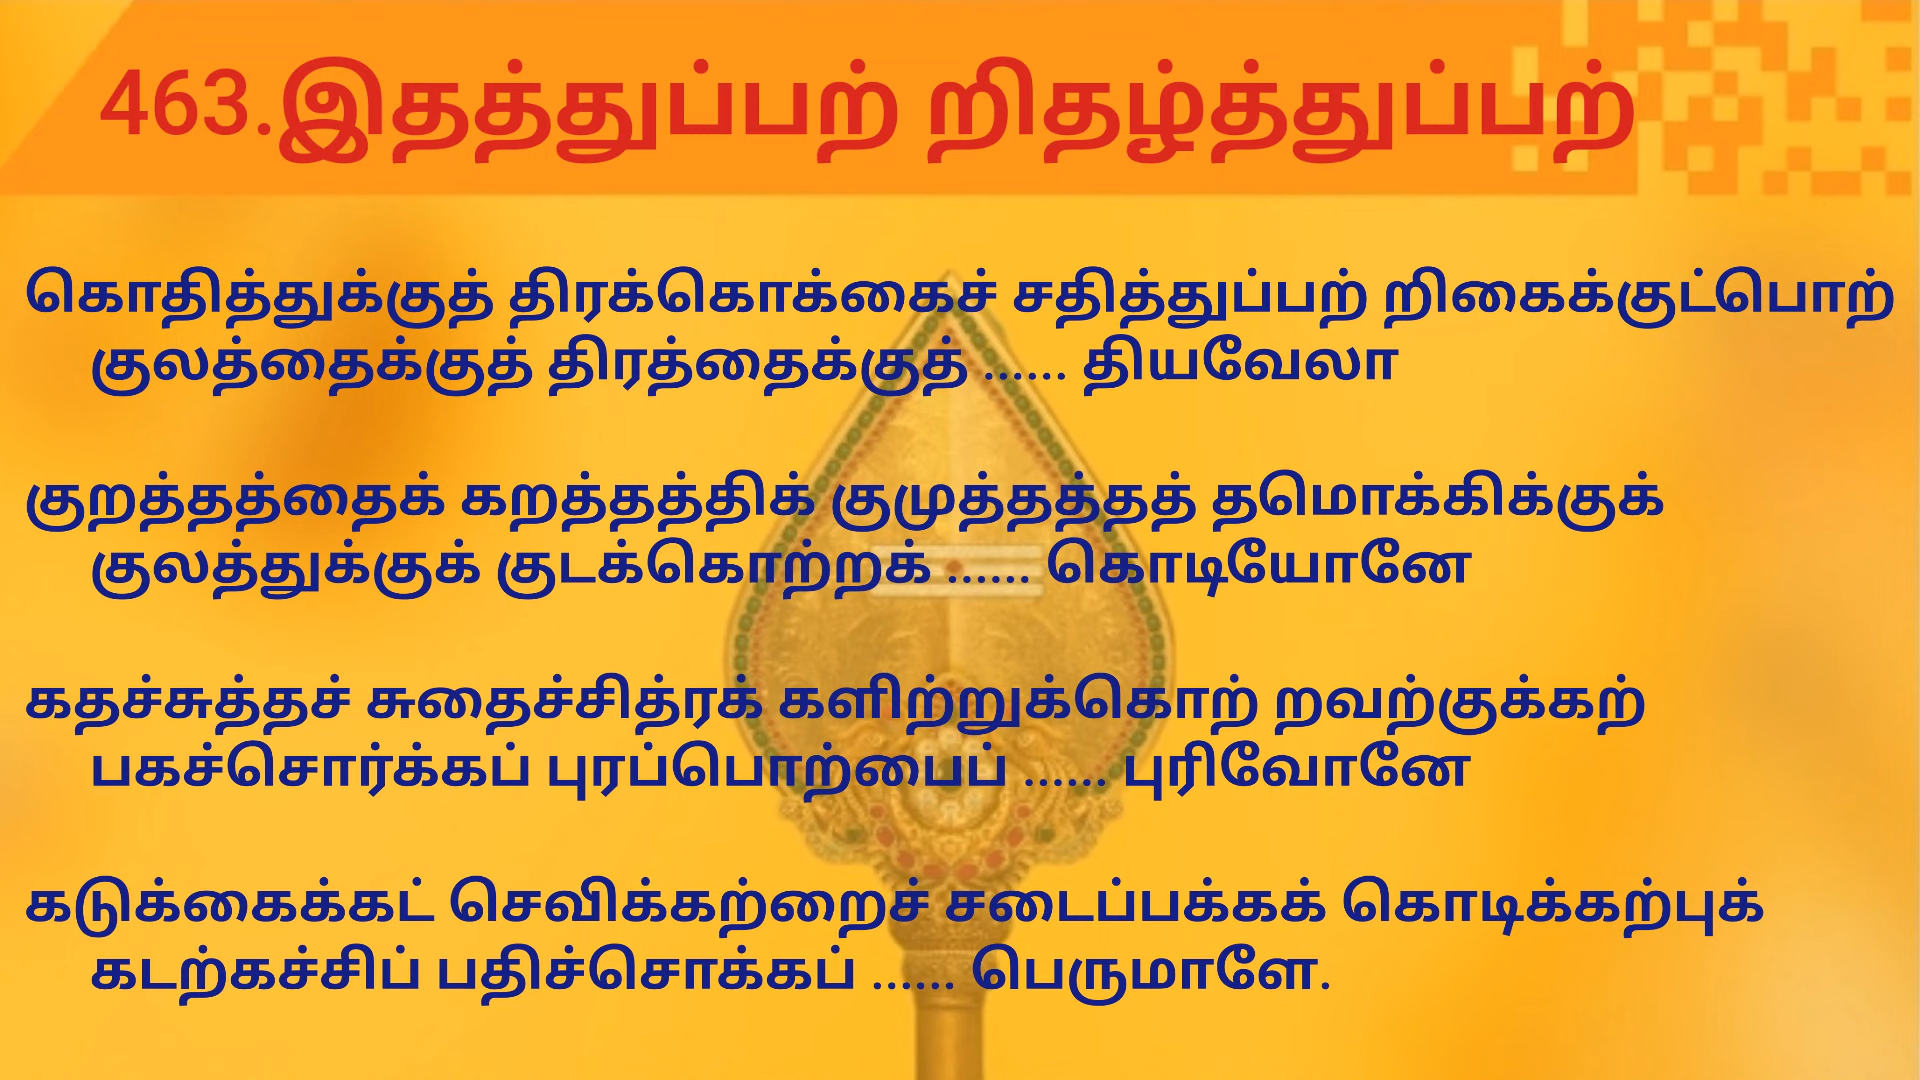 463.இதத்துப்பற் றிதழ்த்துப்பற்
கொதித்துக்குத் திரக்கொக்கைச் சதித்துப்பற் றிகைக்குட்பொற்
குலத்தைக்குத் திரத்தைக்குத் ...... தியவேலா
குறத்தத்தைக் கறத்தத்திக் குமுத்தத்தத் தமொக்கிக்குக்
குலத்துக்குக் குடக்கொற்றக் ...... கொடியோனே
கதச்சுத்தச் சுதைச்சித்ரக் களிற்றுக்கொற் றவற்குக்கற்
பகச்சொர்க்கப் புரப்பொற்பைப் ...... புரிவோனே
கடுக்கைக்கட் செவிக்கற்றைச் சடைப்பக்கக் கொடிக்கற்புக்
கடற்கச்சிப் பதிச்சொக்கப் ...... பெருமாளே.